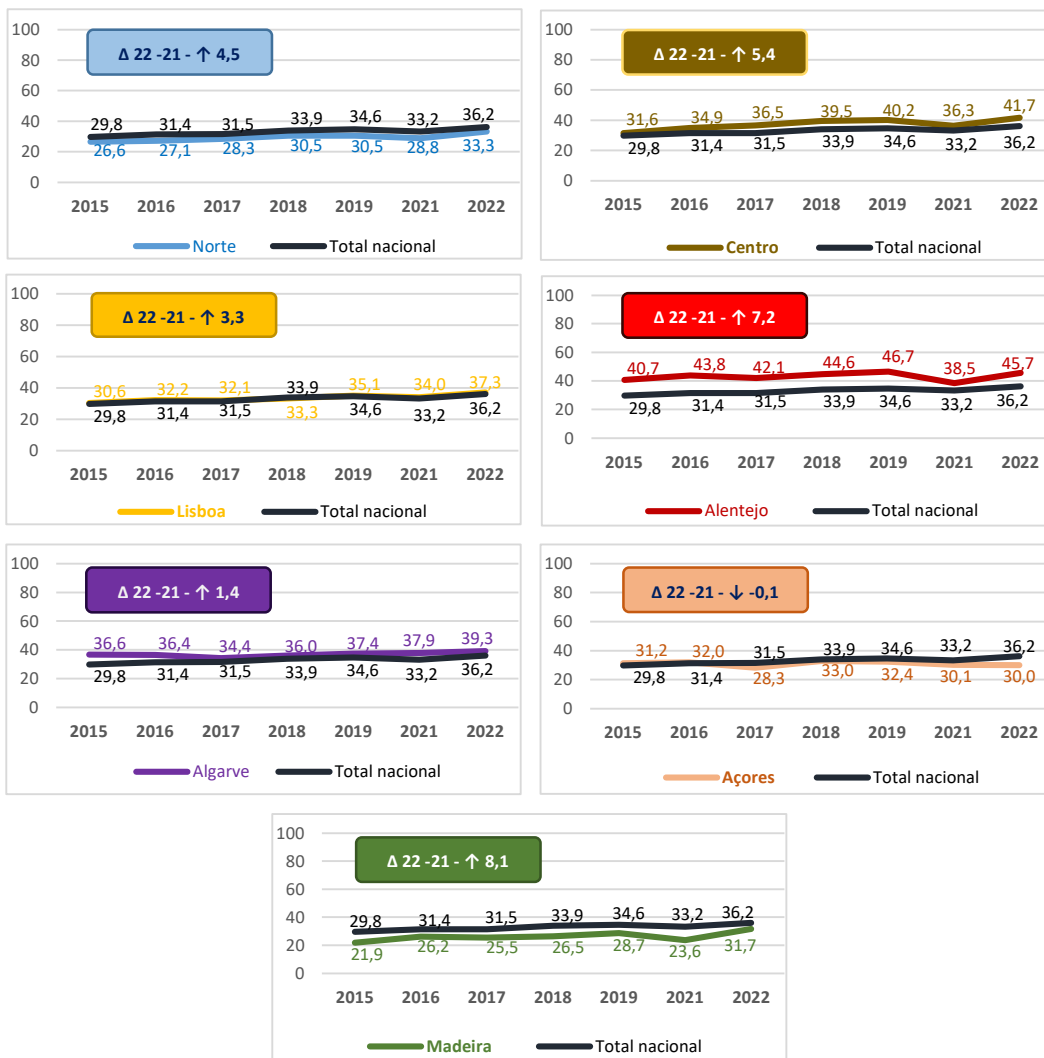 100
80
60
40
20
0
Δ 22 -21 - ↑ 4,5
29,8 31,4 31,5 33,9 34,6 33,2 36,2
26,6 27,1 28,3 30,5 30,5 28,8 33,3
2015 2016 2017 2018 2019 2021 2022
Norte Total nacional
100
80
60
40
20
0
Δ 22 -21 - ↑ 5,4
31,6 34,9 36,5 39,5 40,2 36,3 41,7
29,8 31,4 31,5 33,9 34,6 33,2 36,2
2015 2016 2017 2018 2019 2021 2022
Centro Total nacional
100
80
60
40
20
0
Δ 22 -21 - ↑ 3,3
30,6 32,2 32,1 33,9 35,1 34,0 37,3
29,8 31,4 31,5 33,3 34,6 33,2 36,2
2015 2016 2017 2018 2019 2021 2022
Lisboa Total nacional
100
80
60
40
20
0
Δ 22 -21 - ↑ 7,2
40,7 43,8 42,1 44,6 46,7 38,5 45,7
29,8 31,4 31,5 33,9 34,6 33,2 36,2
2015 2016 2017 2018 2019 2021 2022
Alentejo Total nacional
100
80
60
40
20
0
Δ 22 -21 - ↑ 1,4
36,6 36,4 34,4 36,0 37,4 37,9 39,3
29,8 31,4 31,5 33,9 34,6 33,2 36,2
2015 2016 2017 2018 2019 2021 2022
Algarve Total nacional
100
80
60
40
20
0
Δ 22 -21 - ↓ -0,1
31,2 32,0 31,5 33,9 34,6 33,2 36,2
29,8 31,4 28,3 33,0 32,4 30,1 30,0
2015 2016 2017 2018 2019 2021 2022
Açores Total nacional
100
80
60
40
20
0
Δ 22 -21 - ↑ 8,1
29,8 31,4 31,5 33,9 34,6 33,2 36,2
21,9 26,2 25,5 26,5 28,7 23,6 31,7
2015 2016 2017 2018 2019 2021 2022
Madeira Total nacional